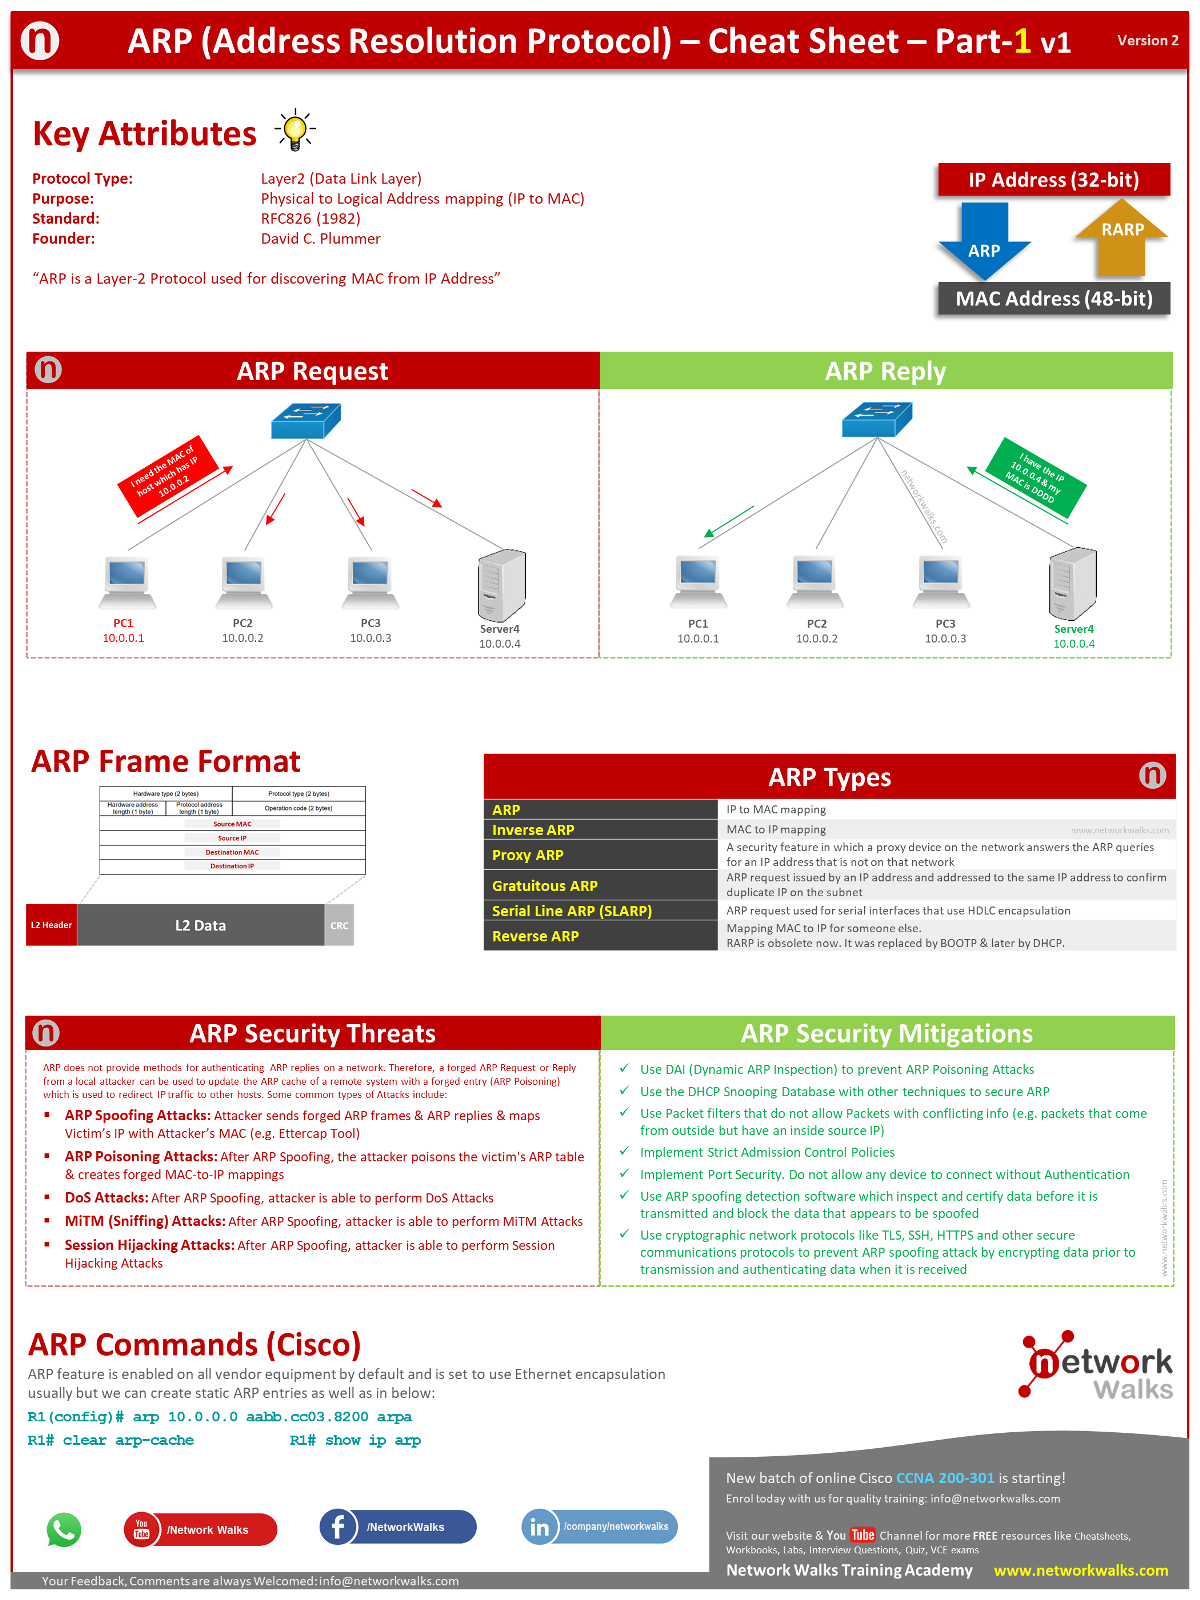 n
ARP (Address Resolution Protocol) – Cheat Sheet – Part-1 v1
Version 2
Key Attributes
Protocol Type: Layer2 (Data Link Layer)
Purpose: Physical to Logical Address mapping (IP to MAC)
Standard: RFC826 (1982)
Founder: David C. Plummer
“ARP is a Layer-2 Protocol used for discovering MAC from IP Address”
IP Address (32-bit)
ARP
RARP
MAC Address (48-bit)
n
ARP Request
I need the MAC of
host which has IP
10.0.0.2
PC1
10.0.0.1
PC2
10.0.0.2
PC3
10.0.0.3
Server4
10.0.0.4
ARP Reply
I have the IP
10.0.0.4 & my
MAC is DDDD
networkwalks.com
PC1
10.0.0.1
PC2
10.0.0.2
PC3
10.0.0.3
Server4
10.0.0.4
ARP Frame Format
Hardware type (2 bytes) Protocol type (2 bytes)
Hardware address
length (1 byte)
Protocol address
length (1 byte)
Operation code (2 bytes)
Source MAC
Source IP
Destination MAC
Destination IP
L2 Header L2 Data CRC
ARP Types
n
ARP IP to MAC mapping
Inverse ARP MAC to IP mapping www.networkwalks.com
Proxy ARP A security feature in which a proxy device on the network answers the ARP queries
for an IP address that is not on that network
Gratuitous ARP ARP request issued by an IP address and addressed to the same IP address to confirm
duplicate IP on the subnet
Serial Line ARP (SLARP) ARP request used for serial interfaces that use HDLC encapsulation
Reverse ARP Mapping MAC to IP for someone else.
RARP is obsolete now. It was replaced by BOOTP & later by DHCP.
n
ARP Security Threats
ARP does not provide methods for authenticating ARP replies on a network. Therefore, a forged ARP Request or Reply
from a local attacker can be used to update the ARP cache of a remote system with a forged entry (ARP Poisoning)
which is used to redirect IP traffic to other hosts. Some common types of Attacks include:
▪ ARP Spoofing Attacks: Attacker sends forged ARP frames & ARP replies & maps
Victim’s IP with Attacker’s MAC (e.g. Ettercap Tool)
▪ ARP Poisoning Attacks: After ARP Spoofing, the attacker poisons the victim's ARP table
& creates forged MAC-to-IP mappings
▪ DoS Attacks: After ARP Spoofing, attacker is able to perform DoS Attacks
▪ MiTM (Sniffing) Attacks: After ARP Spoofing, attacker is able to perform MiTM Attacks
▪ Session Hijacking Attacks: After ARP Spoofing, attacker is able to perform Session
Hijacking Attacks
ARP Security Mitigations
✓ Use DAI (Dynamic ARP Inspection) to prevent ARP Poisoning Attacks
✓ Use the DHCP Snooping Database with other techniques to secure ARP
✓ Use Packet filters that do not allow Packets with conflicting info (e.g. packets that come
from outside but have an inside source IP)
✓ Implement Strict Admission Control Policies
✓ Implement Port Security. Do not allow any device to connect without Authentication
✓ Use ARP spoofing detection software which inspect and certify data before it is
transmitted and block the data that appears to be spoofed
✓ Use cryptographic network protocols like TLS, SSH, HTTPS and other secure
communications protocols to prevent ARP spoofing attack by encrypting data prior to
transmission and authenticating data when it is received
www.networkwalks.com
ARP Commands (Cisco)
ARP feature is enabled on all vendor equipment by default and is set to use Ethernet encapsulation
usually but we can create static ARP entries as well as in below:
R1(config)# arp 10.0.0.0 aabb.cc03.8200 arpa
R1# clear arp-cache R1# show ip arp
network
Walks
You
Tube
/Network Walks
f
/NetworkWalks
in
/company/networkwalks
New batch of online Cisco CCNA 200-301 is starting!
Enrol today with us for quality training: info@networkwalks.com
Visit our website & You Tube Channel for more FREE resources like Cheatsheets,
Workbooks, Labs, Interview Questions, Quiz, VCE exams
Network Walks Training Academy www.networkwalks.com
Your Feedback, Comments are always Welcomed: info@networkwalks.com